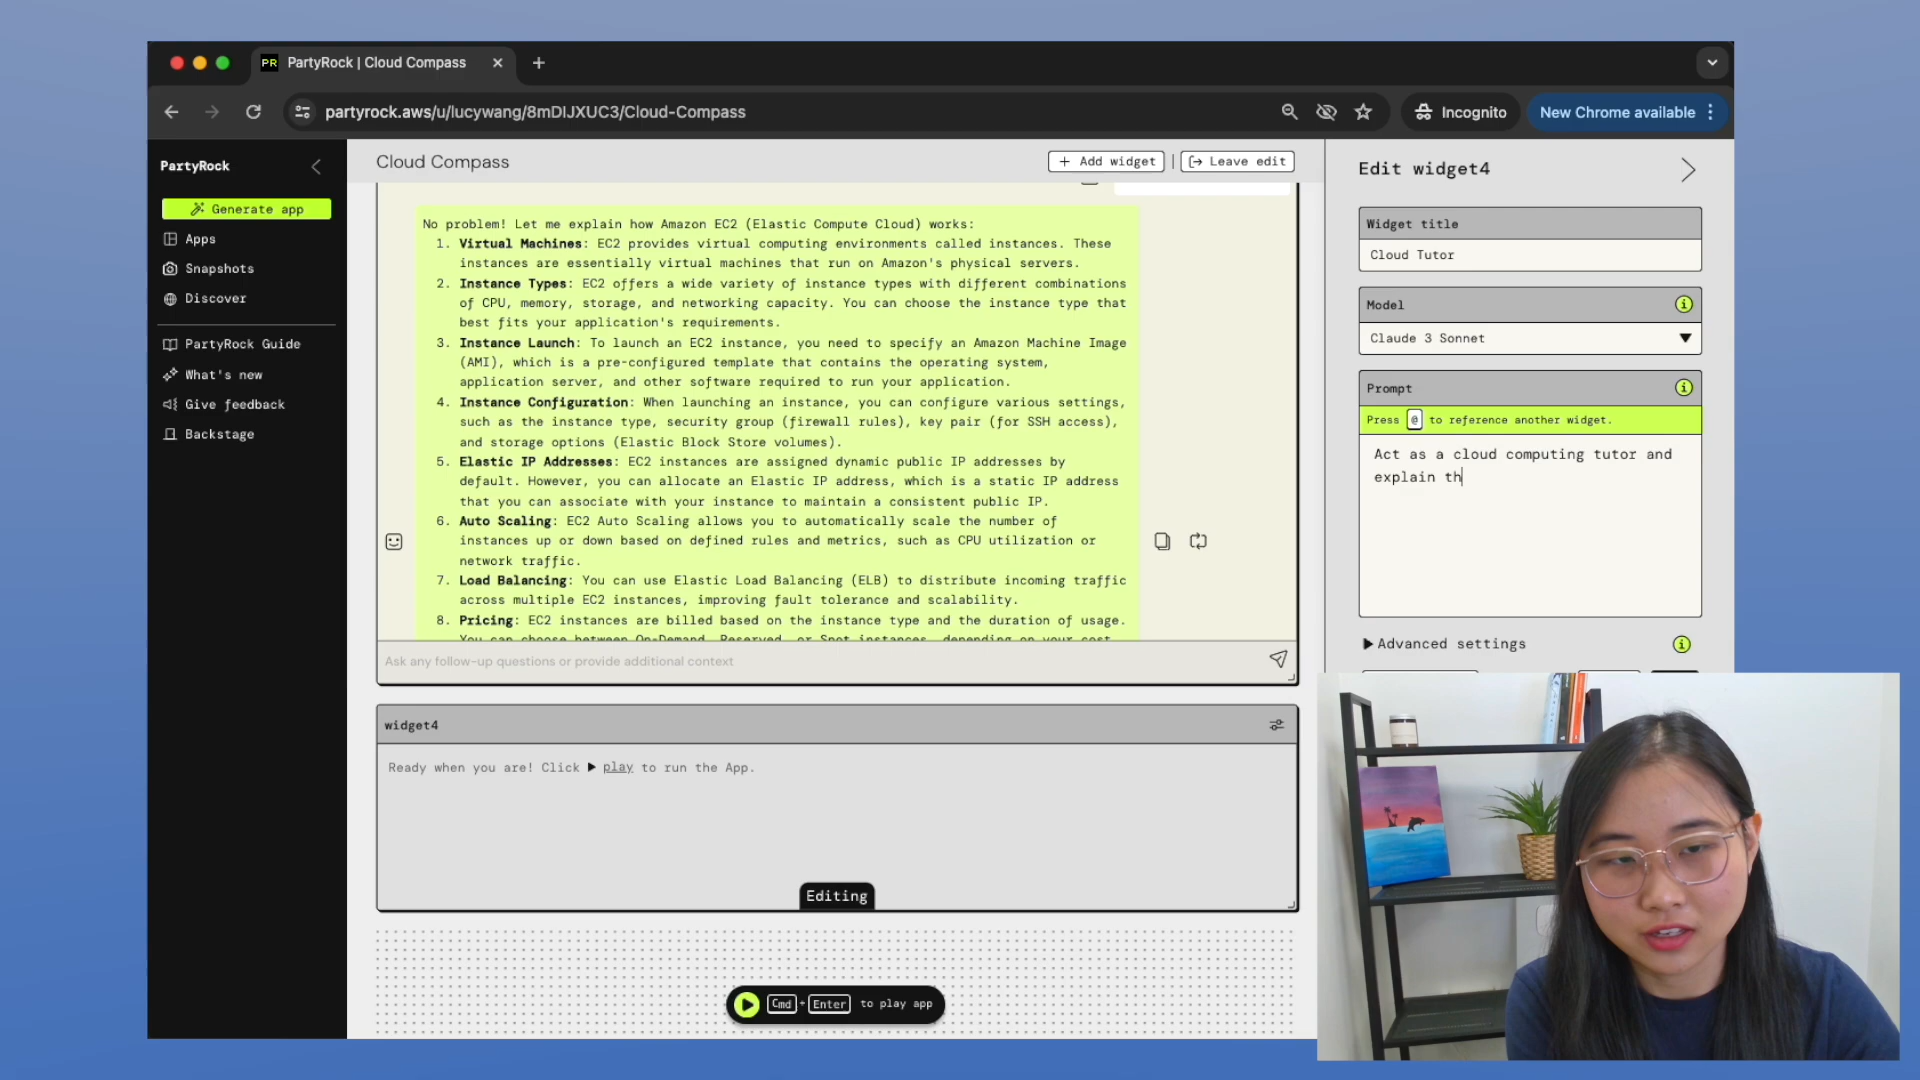 PR PartyRock | Cloud Compass
partyrock.aws/u/lucywang/8mDIJXUC3/Cloud-Compass
Incognito
New Chrome available
PartyRock
Generate app
Apps
Snapshots
Discover
PartyRock Guide
What's new
Give feedback
Backstage
Cloud Compass
+ Add widget
Leave edit
No problem! Let me explain how Amazon EC2 (Elastic Compute Cloud) works:
1. Virtual Machines: EC2 provides virtual computing environments called instances. These
instances are essentially virtual machines that run on Amazon's physical servers.
2. Instance Types: EC2 offers a wide variety of instance types with different combinations
of CPU, memory, storage, and networking capacity. You can choose the instance type that
best fits your application's requirements.
3. Instance Launch: To launch an EC2 instance, you need to specify an Amazon Machine Image
(AMI), which is a pre-configured template that contains the operating system,
application server, and other software required to run your application.
4. Instance Configuration: When launching an instance, you can configure various settings,
such as the instance type, security group (firewall rules), key pair (for SSH access),
and storage options (Elastic Block Store volumes).
5. Elastic IP Addresses: EC2 instances are assigned dynamic public IP addresses by
default. However, you can allocate an Elastic IP address, which is a static IP address
that you can associate with your instance to maintain a consistent public IP.
6. Auto Scaling: EC2 Auto Scaling allows you to automatically scale the number of
instances up or down based on defined rules and metrics, such as CPU utilization or
network traffic.
7. Load Balancing: You can use Elastic Load Balancing (ELB) to distribute incoming traffic
across multiple EC2 instances, improving fault tolerance and scalability.
8. Pricing: EC2 instances are billed based on the instance type and the duration of usage.
You can choose between On-Demand, Reserved, or Spot instances, depending on your cost
Ask any follow-up questions or provide additional context
widget4
Ready when you are! Click play to run the App.
Editing
Cmd + Enter to play app
Edit widget4
Widget title
Cloud Tutor
Model
Claude 3 Sonnet
Prompt
Press @ to reference another widget.
Act as a cloud computing tutor and
explain th
Advanced settings